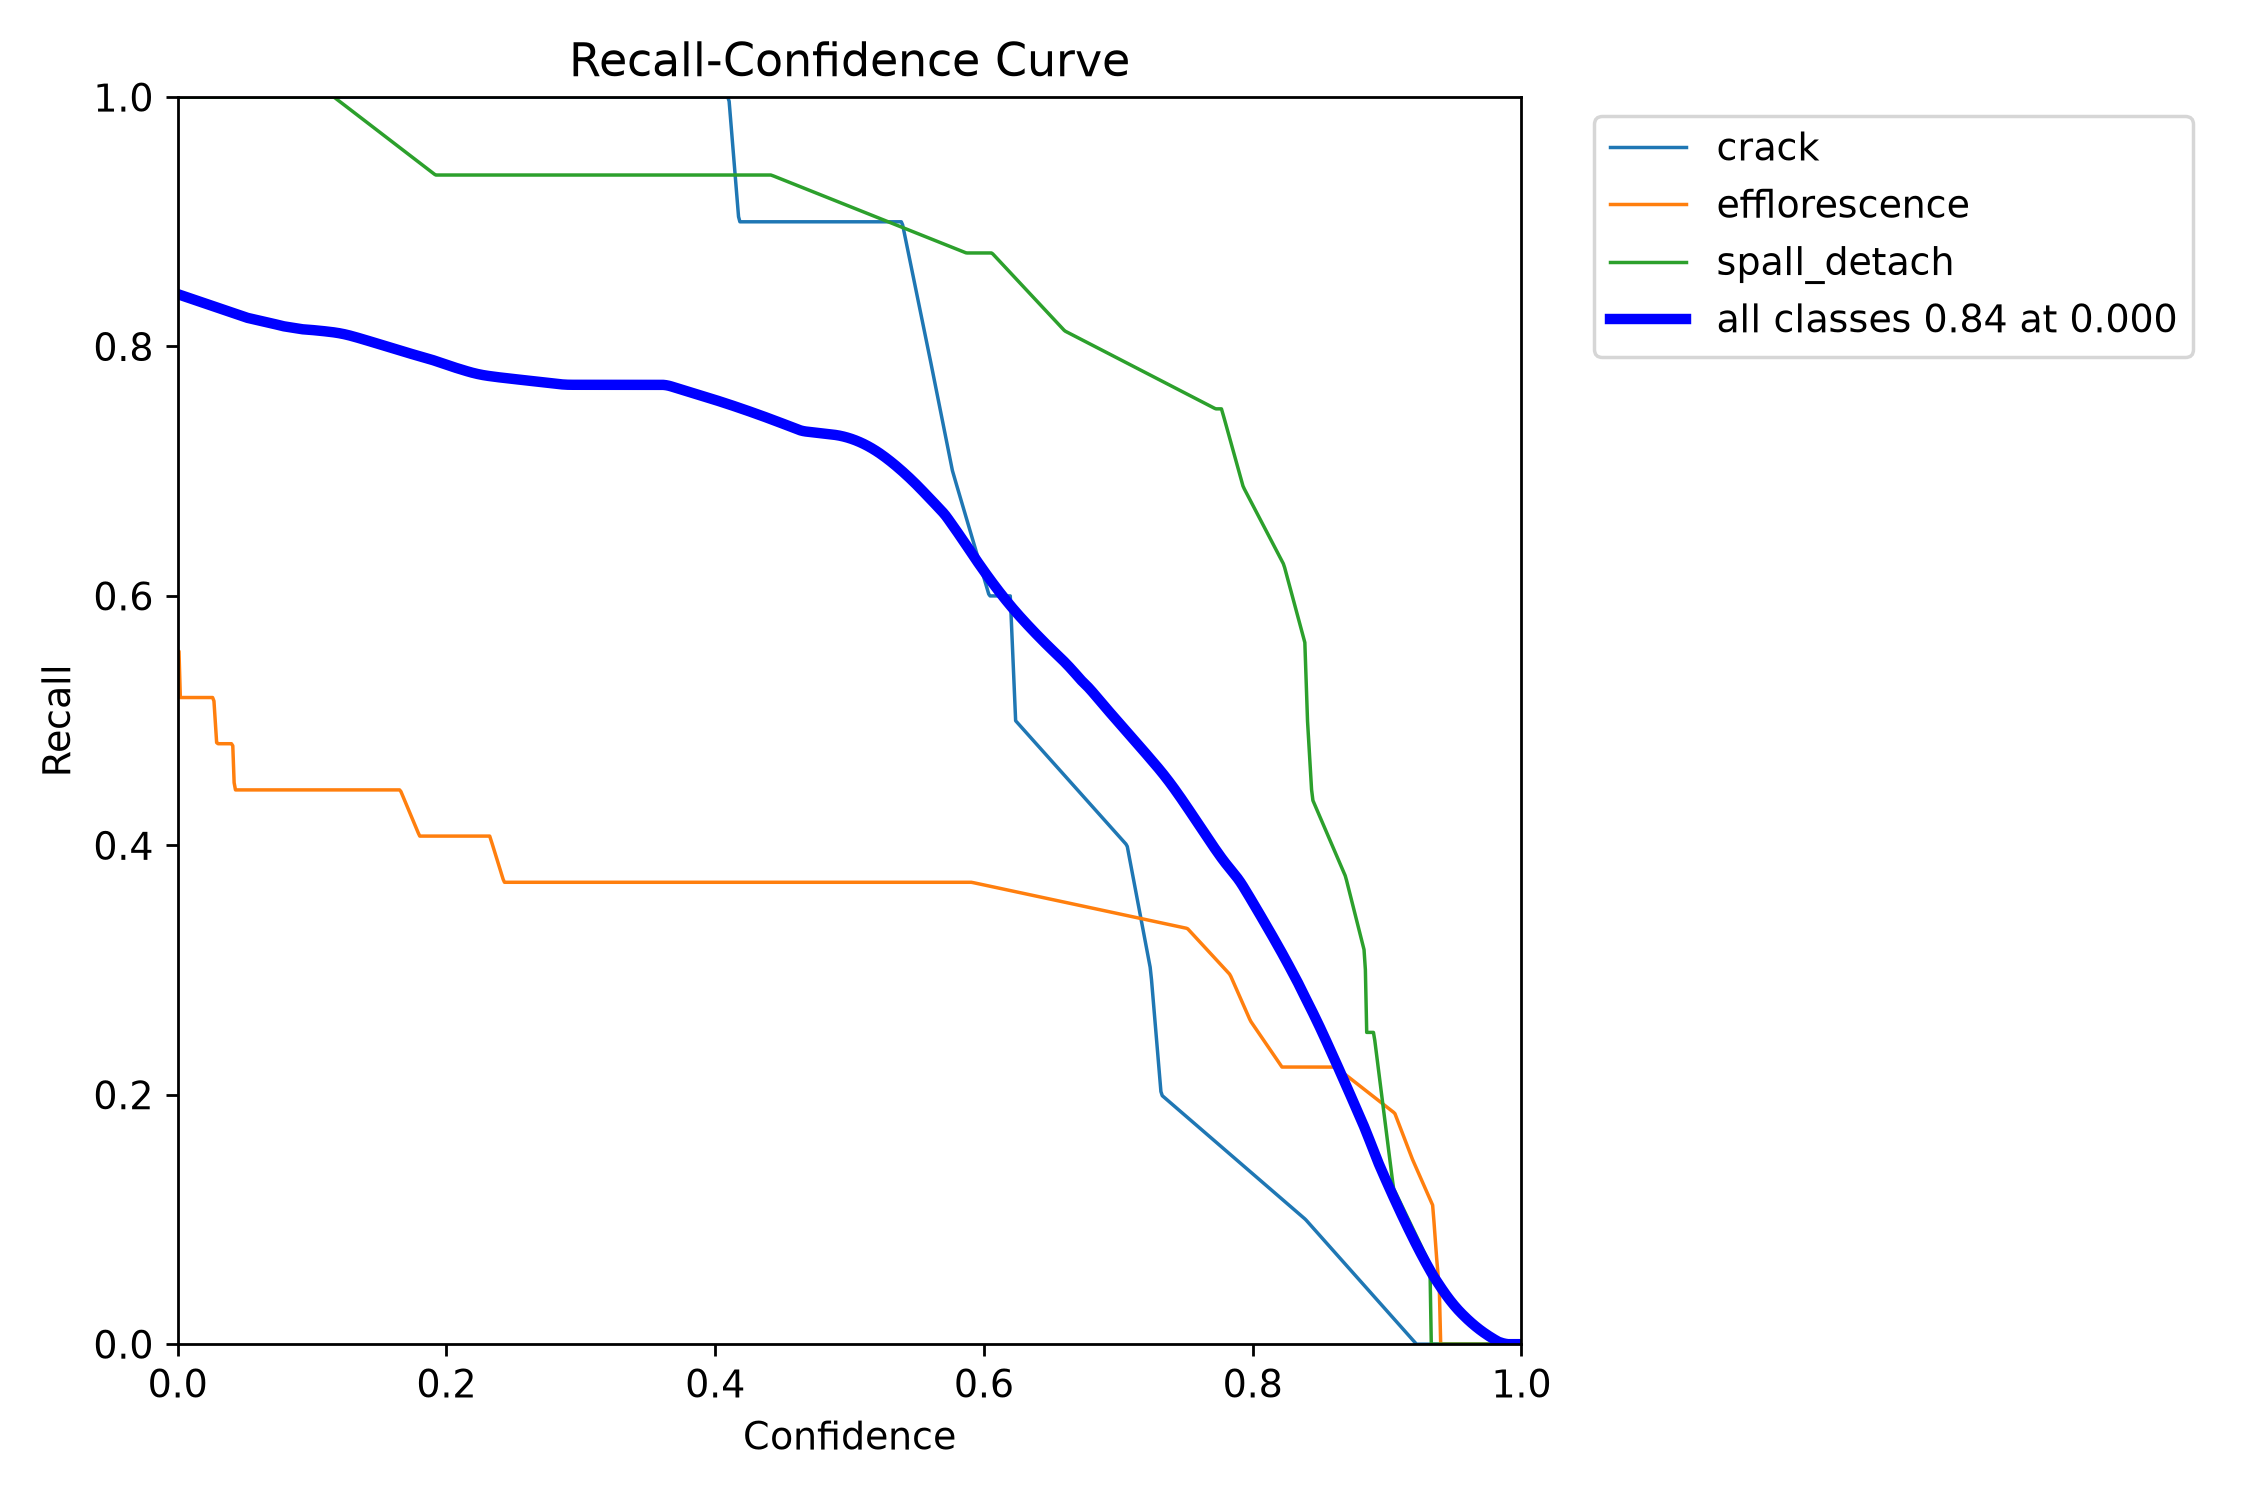 Recall-Confidence Curve
1.0
0.8
0.6
0.4
0.2
0.0
Recall
0.0 0.2 0.4 0.6 0.8 1.0
Confidence
crack
efflorescence
spall_detach
all classes 0.84 at 0.000